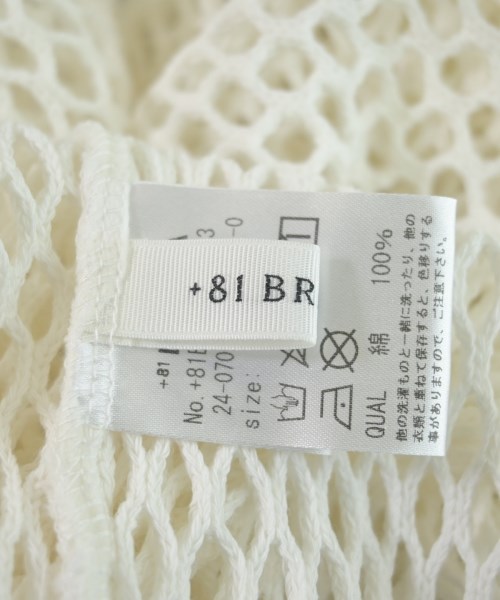 +81 BR
+81
No. +81B
24-070
size:
QUAL 綿 100%
他の洗濯ものと一緒に洗ったり、他の
衣類と重ねて保存すると、色移りする
事がありますので、ご注意下さい。